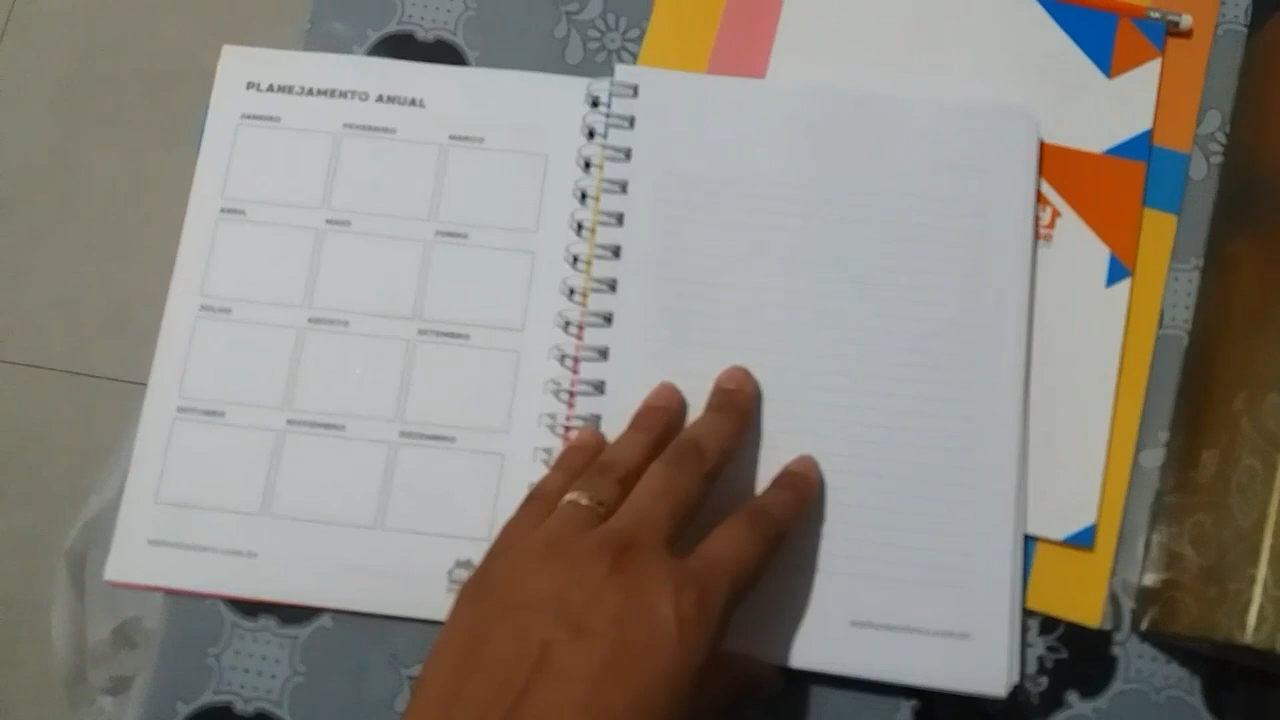 PLANEJAMENTO ANUAL
JANEIRO
FEVEREIRO
MARÇO
ABRIL
MAIO
JUNHO
JULHO
AGOSTO
SETEMBRO
OUTUBRO
NOVEMBRO
DEZEMBRO